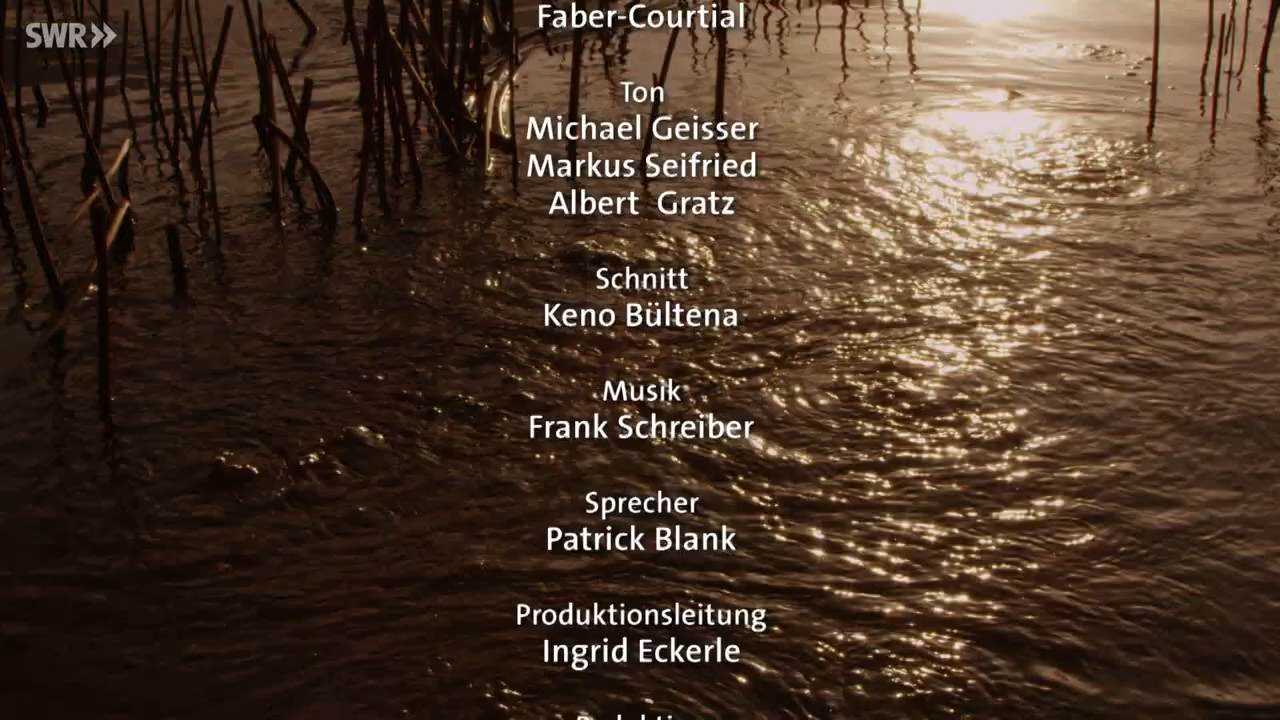 SWR
Faber-Courtial
Ton
Michael Geisser
Markus Seifried
Albert Gratz
Schnitt
Keno Bültena
Musik
Frank Schreiber
Sprecher
Patrick Blank
Produktionsleitung
Ingrid Eckerle